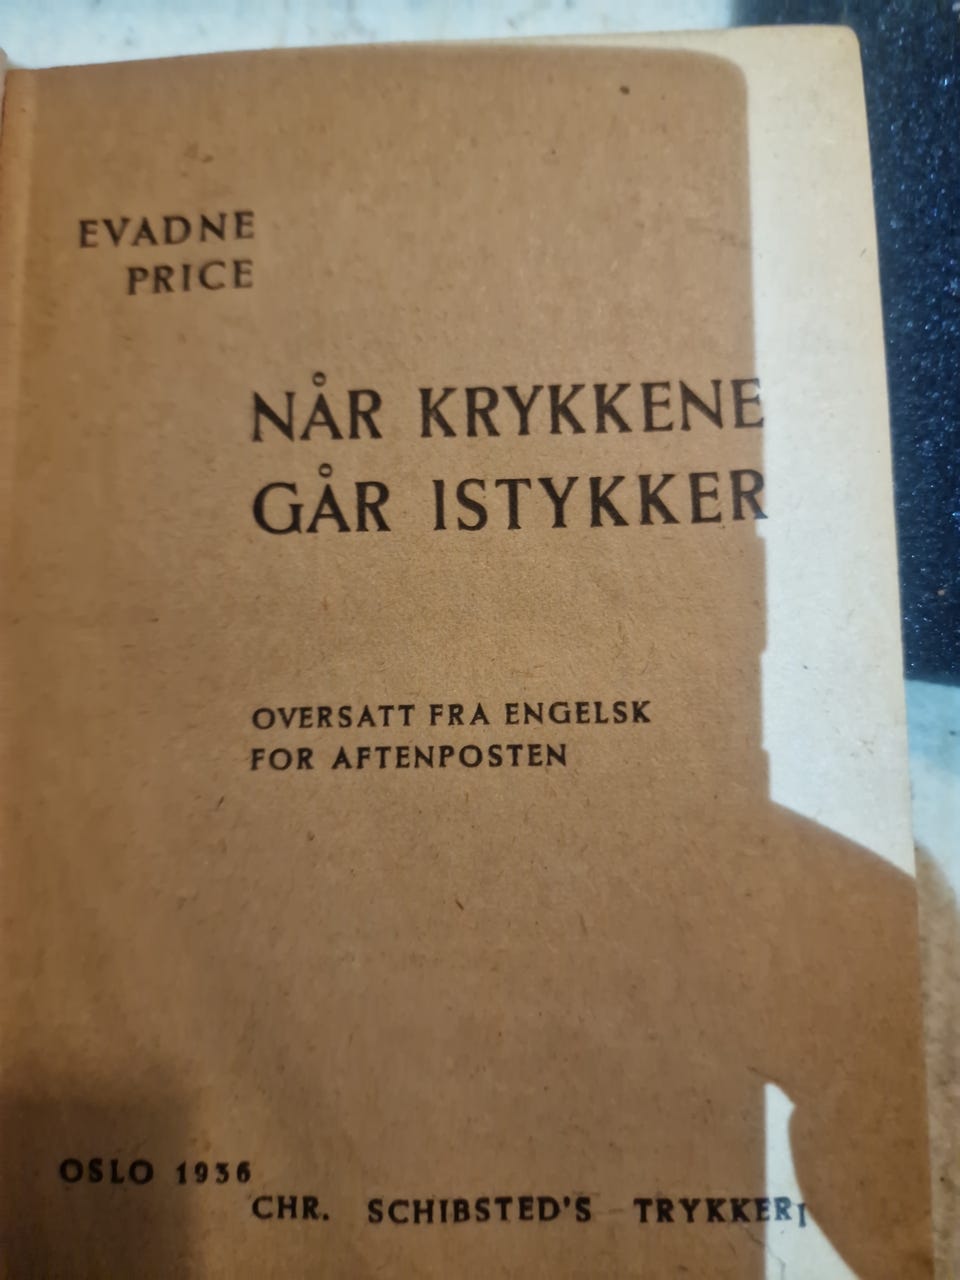 EVADNE
PRICE
NÅR KRYKKENE
GÅR ISTYKKER
OVERSATT FRA ENGELSK
FOR AFTENPOSTEN
OSLO 1936
CHR. SCHIBSTED'S TRYKKERI